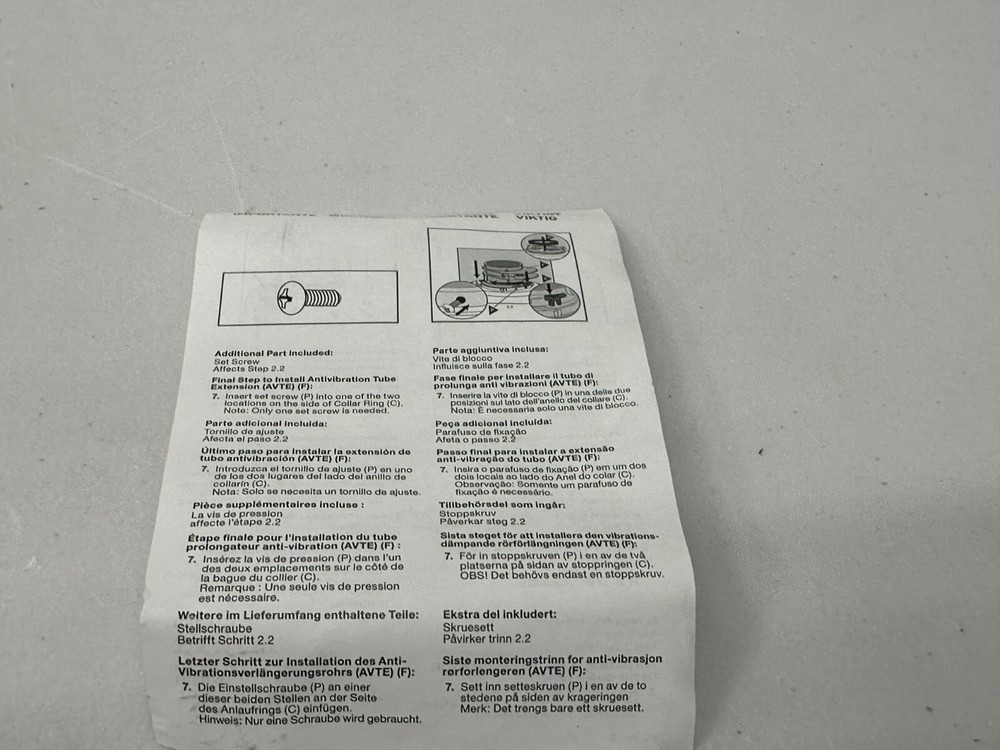 VIKTIG
Additional Part Included:
Set Screw
Affects Step 2.2
Final Step to Install Antivibration Tube
Extension (AVTE) (F):
7. Insert set screw (P) into one of the two
locations on the side of Collar Ring (C).
Note: Only one set screw is needed.
Parte adicional incluida:
Tornillo de ajuste
Afecta al paso 2.2
Último paso para instalar la extensión de
tubo antivibración (AVTE) (F):
7. Introduzca el tornillo de ajuste (P) en uno
de los dos lugares del lado del anillo de
collarín (C).
Nota: Solo se necesita un tornillo de ajuste.
Pièce supplémentaires incluse :
La vis de pression
affecte l'étape 2.2
Étape finale pour l'installation du tube
prolongateur anti-vibration (AVTE) (F) :
7. Insérez la vis de pression (P) dans l'un
des deux emplacements sur le côté de
la bague du collier (C).
Remarque : Une seule vis de pression
est nécessaire.
Weitere im Lieferumfang enthaltene Teile:
Stellschraube
Betrifft Schritt 2.2
Letzter Schritt zur Installation des Anti-
Vibrationsverlängerungsrohrs (AVTE) (F):
7. Die Einstellschraube (P) an einer
dieser beiden Stellen an der Seite
des Anlaufrings (C) einfügen.
Hinweis: Nur eine Schraube wird gebraucht.
Parte aggiuntiva inclusa:
Vite di blocco
Influisce sulla fase 2.2
Fase finale per installare il tubo di
prolunga anti vibrazioni (AVTE) (F):
7. Inserire la vite di blocco (P) in una delle due
posizioni sul lato dell'anello del collare (C).
Nota: È necessaria solo una vite di blocco.
Peça adicional incluída:
Parafuso de fixação
Afeta o passo 2.2
Passo final para instalar a extensão
anti-vibração do tubo (AVTE) (F):
7. Insira o parafuso de fixação (P) em um dos
dois locais ao lado do Anel do colar (C).
Observação: Somente um parafuso de
fixação é necessário.
Tillbehörsdel som ingår:
Stoppskruv
Påverkar steg 2.2
Sista steget för att installera den vibrations-
dämpande rörförlängningen (AVTE) (F):
7. För in stoppskruven (P) i en av de två
platserna på sidan av stoppringen (C).
OBS! Det behövs endast en stoppskruv.
Ekstra del inkludert:
Skruesett
Påvirker trinn 2.2
Siste monteringstrinn for anti-vibrasjon
rørforlengeren (AVTE) (F):
7. Sett inn setteskruen (P) i en av de to
stedene på siden av krageringen
Merk: Det trengs bare ett skruesett.